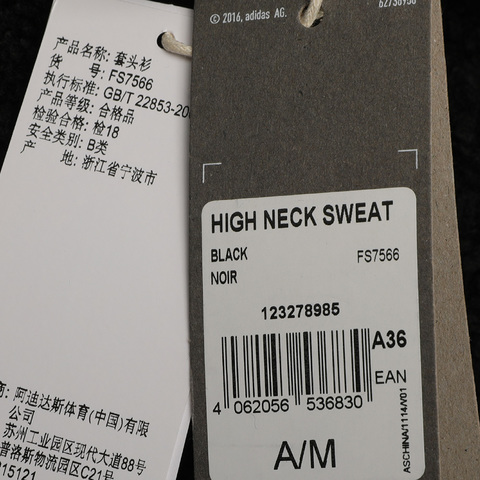 产品名称: 套头衫
货 号: FS7566
执行标准: GB/T 22853-20
产品等级: 合格品
检验合格: 检18
安全类别: B类
产 地: 浙江省宁波市
商: 阿迪达斯体育(中国)有限
公司
苏州工业园区现代大道88号
普洛斯物流园区C21号
215121
© 2016, adidas AG.
HIGH NECK SWEAT
BLACK FS7566
NOIR
123278985
A36
EAN
4 062056 536830
A/M
ASCHINA/1114/V01